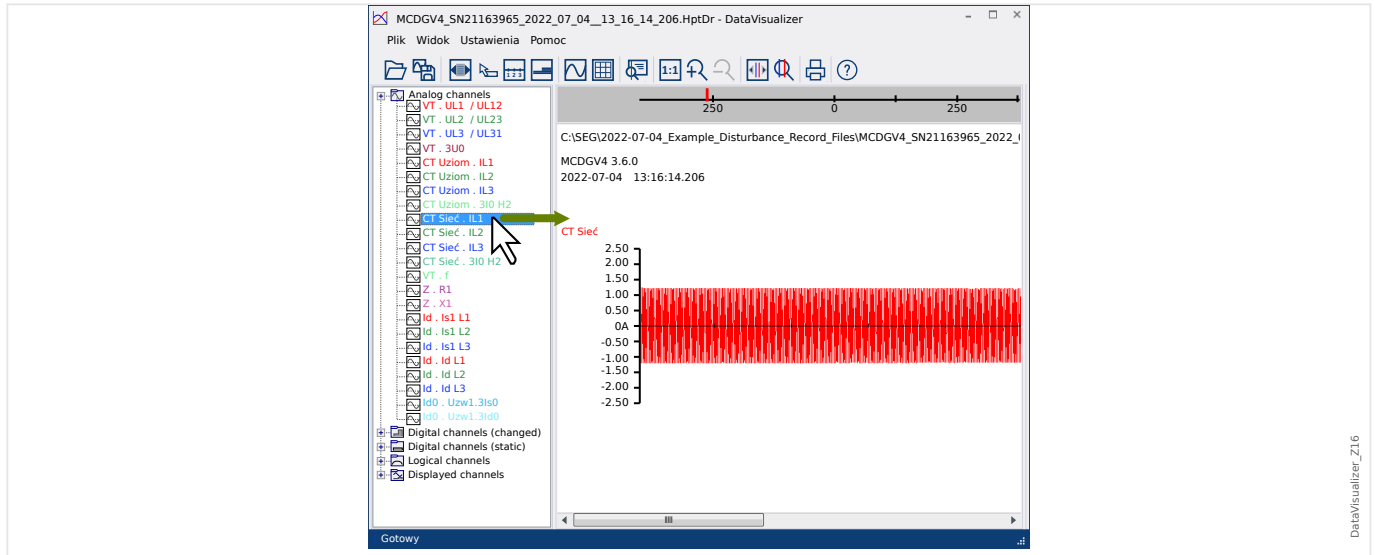 MCDGV4_SN21163965_2022_07_04__13_16_14_206.HptDr - DataVisualizer
Plik Widok Ustawienia Pomoc
1:1
Analog channels
VT . UL1 / UL12
VT . UL2 / UL23
VT . UL3 / UL31
VT . 3U0
CT Uziom . IL1
CT Uziom . IL2
CT Uziom . IL3
CT Uziom . 3I0 H2
CT Sieć . IL1
CT Sieć . IL2
CT Sieć . IL3
CT Sieć . 3I0 H2
VT . f
Z . R1
Z . X1
Id . Is1 L1
Id . Is1 L2
Id . Is1 L3
Id . Id L1
Id . Id L2
Id . Id L3
Id0 . Uzw1.3Is0
Id0 . Uzw1.3Id0
Digital channels (changed)
Digital channels (static)
Logical channels
Displayed channels
250 0 250
C:\SEG\2022-07-04_Example_Disturbance_Record_Files\MCDGV4_SN21163965_2022_(
MCDGV4 3.6.0
2022-07-04 13:16:14.206
CT Sieć
2.50
2.00
1.50
1.00
0.50
0A
-0.50
-1.00
-1.50
-2.00
-2.50
Gotowy
DataVisualizer_Z16